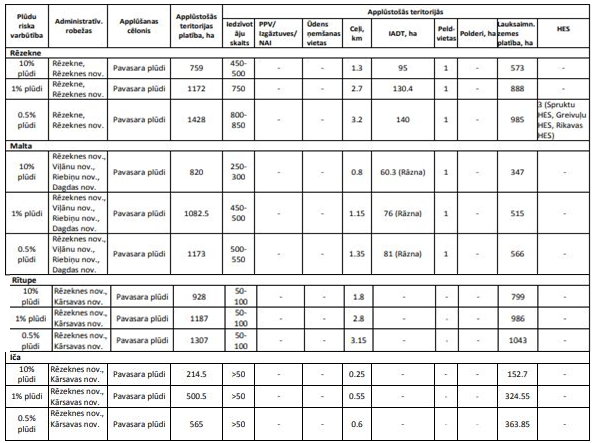 Plūdu riska varbūtība | Administratīv. robežas | Applūšanas cēlonis | Applūstošās teritorijas platība, ha | Applūstošās teritorijās
Iedzīvotāju skaits | PPV/ Izgāztuves/ NAI | Ūdens ņemšanas vietas | Ceļi, km | IADT, ha | Peld-vietas | Polderi, ha | Lauksaimn. zemes platība, ha | HES
Rēzekne
10% plūdi | Rēzekne, Rēzeknes nov. | Pavasara plūdi | 759 | 450-500 | - | - | 1.3 | 95 | 1 | - | 573 | -
1% plūdi | Rēzekne, Rēzeknes nov. | Pavasara plūdi | 1172 | 750 | - | - | 2.7 | 130.4 | 1 | - | 888 | -
0.5% plūdi | Rēzekne, Rēzeknes nov. | Pavasara plūdi | 1428 | 800-850 | - | - | 3.2 | 140 | 1 | - | 985 | 3 (Spruktu HES, Greivuļu HES, Rikavas HES)
Malta
10% plūdi | Rēzeknes nov., Viļānu nov., Riebiņu nov., Dagdas nov. | Pavasara plūdi | 820 | 250-300 | - | - | 0.8 | 60.3 (Rāzna) | 1 | - | 347 | -
1% plūdi | Rēzeknes nov., Viļānu nov., Riebiņu nov., Dagdas nov. | Pavasara plūdi | 1082.5 | 450-500 | - | - | 1.15 | 76 (Rāzna) | 1 | - | 515 | -
0.5% plūdi | Rēzeknes nov., Viļānu nov., Riebiņu nov., Dagdas nov. | Pavasara plūdi | 1173 | 500-550 | - | - | 1.35 | 81 (Rāzna) | 1 | - | 566 | -
Rītupe
10% plūdi | Rēzeknes nov., Kārsavas nov. | Pavasara plūdi | 928 | 50-100 | - | - | 1.8 | - | - | - | 799 | -
1% plūdi | Rēzeknes nov., Kārsavas nov. | Pavasara plūdi | 1187 | 50-100 | - | - | 2.8 | - | - | - | 986 | -
0.5% plūdi | Rēzeknes nov., Kārsavas nov. | Pavasara plūdi | 1307 | 50-100 | - | - | 3.15 | - | - | - | 1043 | -
Iča
10% plūdi | Rēzeknes nov., Kārsavas nov. | Pavasara plūdi | 214.5 | >50 | - | - | 0.25 | - | - | - | 152.7 | -
1% plūdi | Rēzeknes nov., Kārsavas nov. | Pavasara plūdi | 500.5 | >50 | - | - | 0.55 | - | - | - | 324.55 | -
0.5% plūdi | Rēzeknes nov., Kārsavas nov. | Pavasara plūdi | 565 | >50 | - | - | 0.6 | - | - | - | 363.85 | -